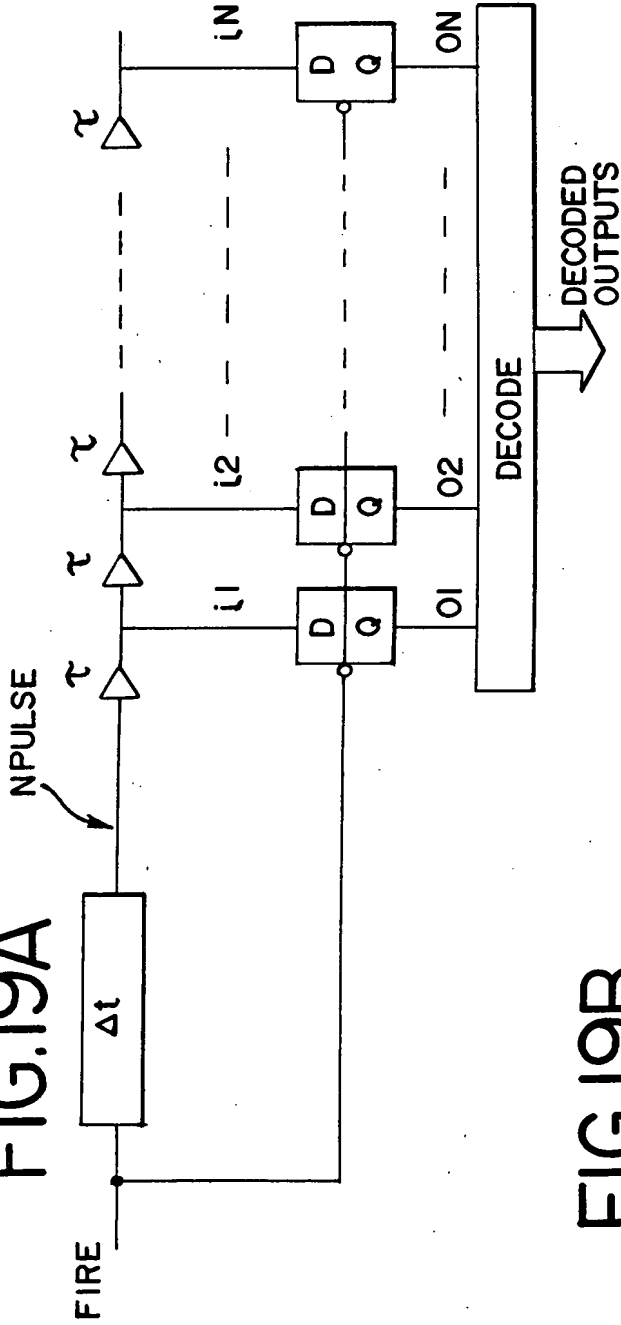 FIG.19A
FIRE
Δt
NPULSE
τ τ τ τ
i1 i2 iN
D D D
Q Q Q
O1 O2 ON
DECODE
DECODED
OUTPUTS
FIG.19B